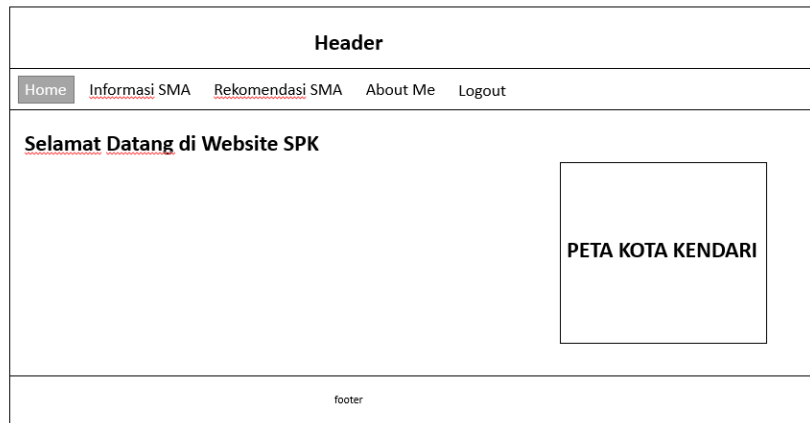 Header
Home Informasi SMA Rekomendasi SMA About Me Logout
Selamat Datang di Website SPK
PETA KOTA KENDARI
footer